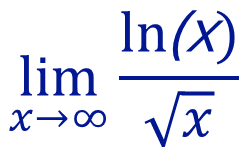 lim x→∞ ln(x)/√x